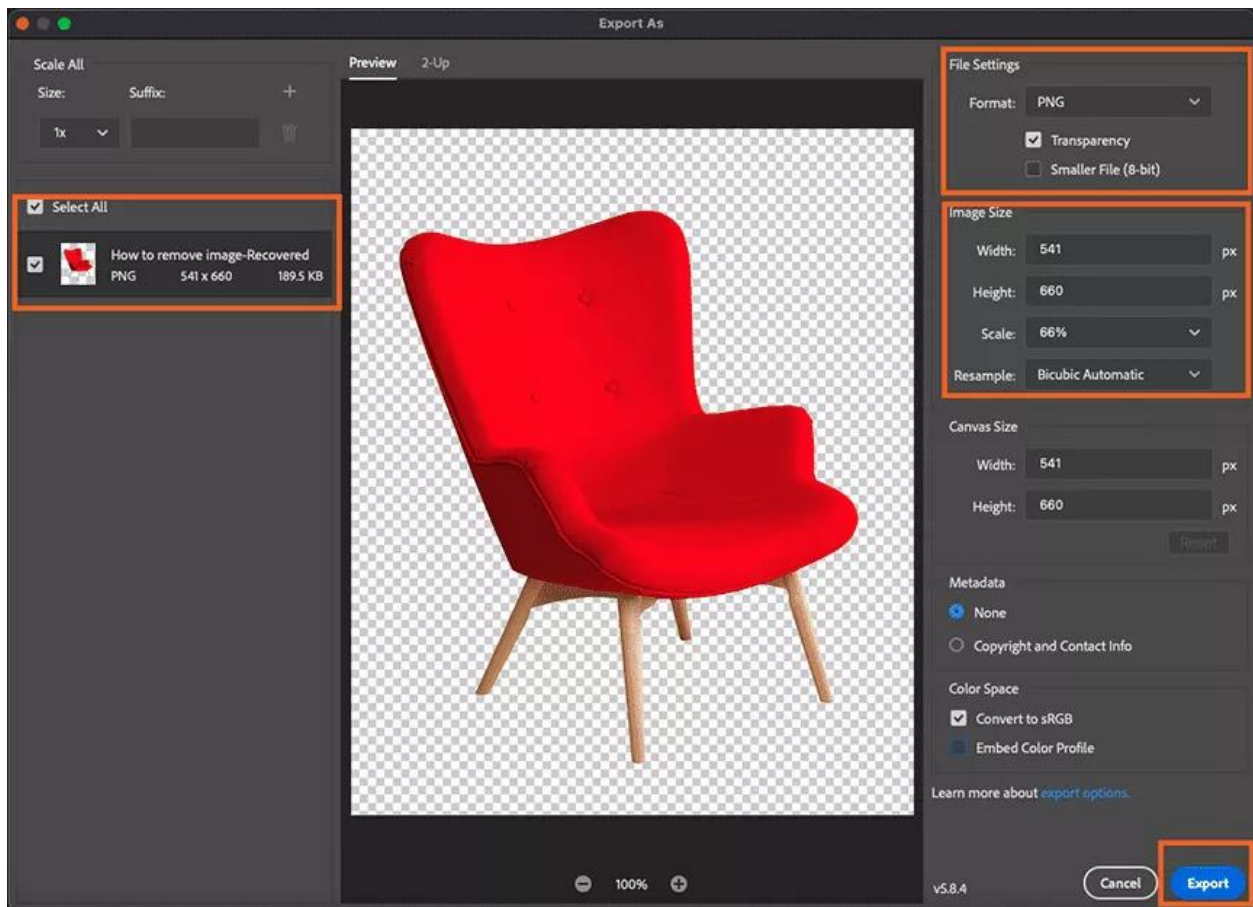 Export As
Scale All
Size: Suffix: +
1x
Select All
How to remove image-Recovered
PNG 541 x 660 189.5 KB
Preview 2-Up
100%
File Settings
Format: PNG
Transparency
Smaller File (8-bit)
Image Size
Width: 541 px
Height: 660 px
Scale: 66%
Resample: Bicubic Automatic
Canvas Size
Width: 541 px
Height: 660 px
Reset
Metadata
None
Copyright and Contact Info
Color Space
Convert to sRGB
Embed Color Profile
Learn more about export options.
v5.8.4 Cancel Export